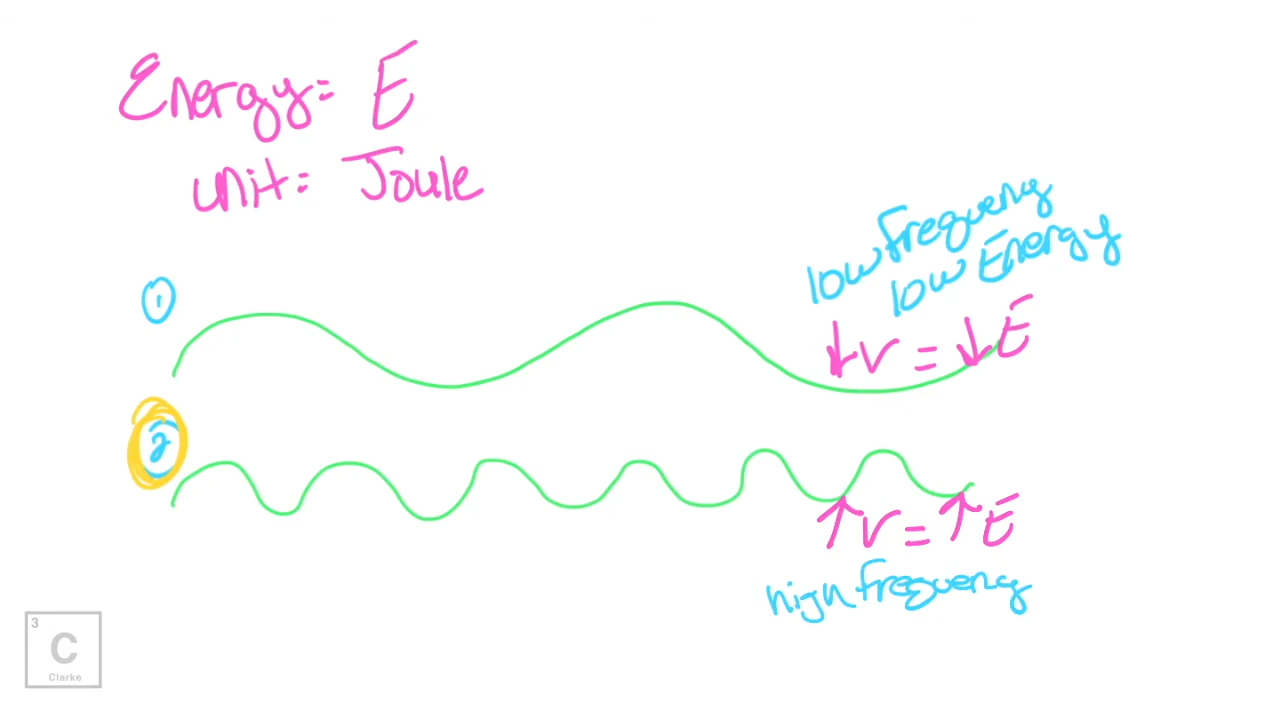 Energy = E
unit = Joule
low frequency
low Energy
①
↓v = ↓E
②
↑v = ↑E
high frequency
3
C
Clarke